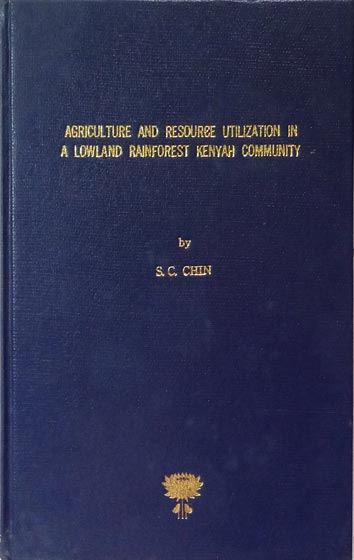 AGRICULTURE AND RESOURCE UTILIZATION IN
A LOWLAND RAINFOREST KENYAH COMMUNITY
by
S. C. CHIN